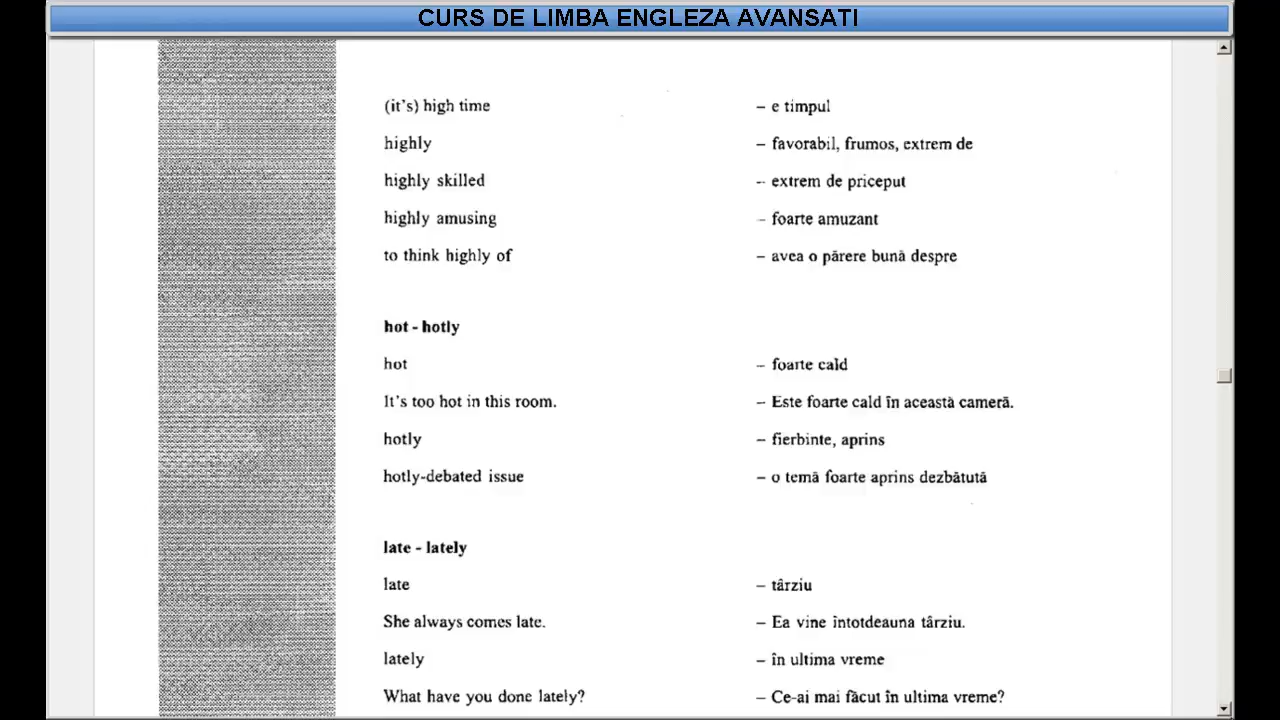 CURS DE LIMBA ENGLEZA AVANSATI
(it's) high time – e timpul
highly – favorabil, frumos, extrem de
highly skilled – extrem de priceput
highly amusing – foarte amuzant
to think highly of – avea o părere bună despre
hot - hotly
hot – foarte cald
It's too hot in this room. – Este foarte cald în această cameră.
hotly – fierbinte, aprins
hotly-debated issue – o temă foarte aprins dezbătută
late - lately
late – târziu
She always comes late. – Ea vine întotdeauna târziu.
lately – în ultima vreme
What have you done lately? – Ce-ai mai făcut în ultima vreme?